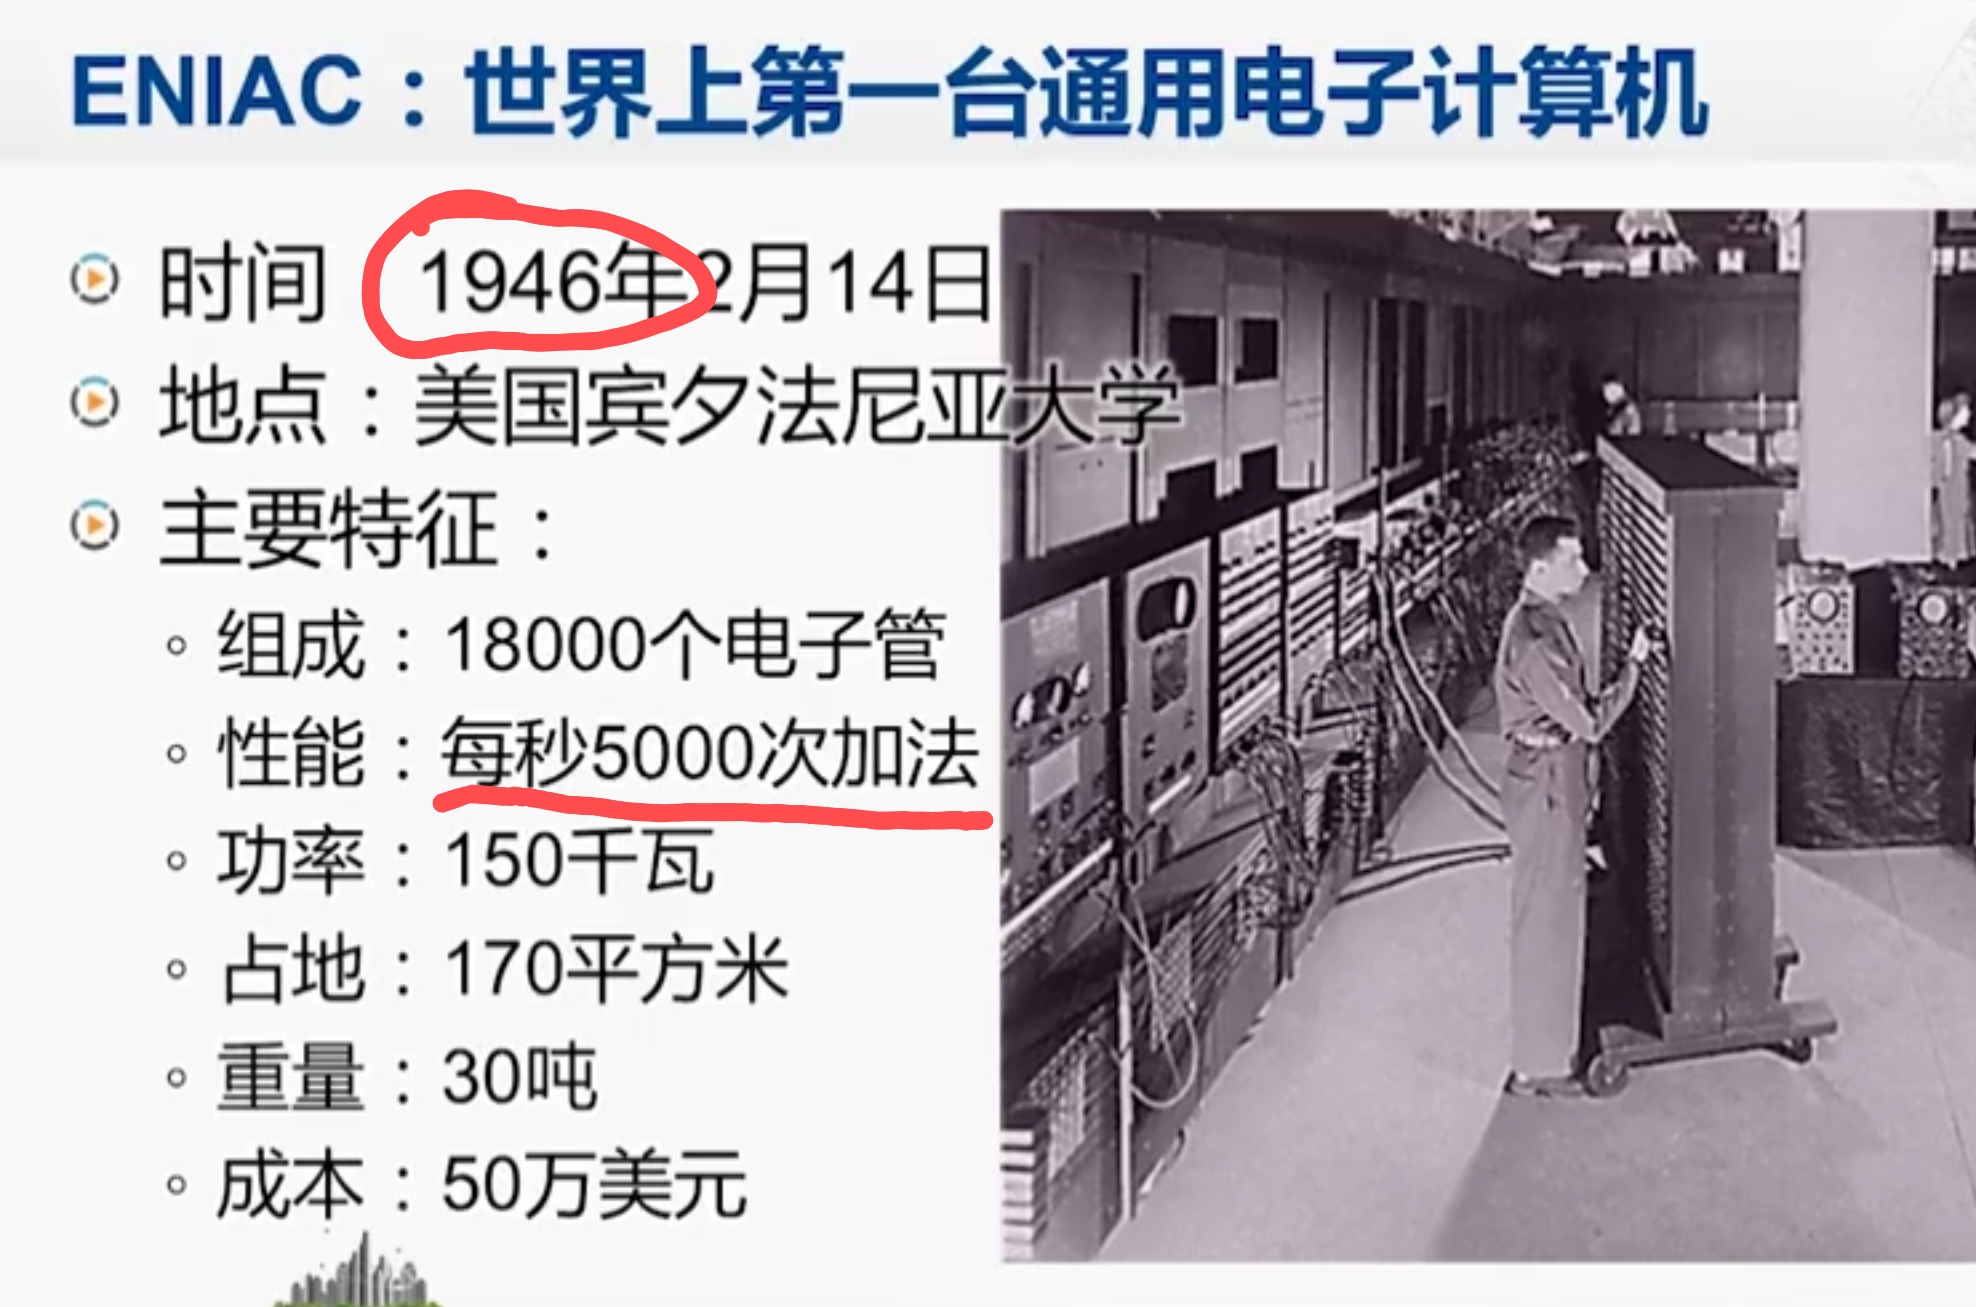 ENIAC：世界上第一台通用电子计算机
时间 1946年2月14日
地点：美国宾夕法尼亚大学
主要特征：
组成：18000个电子管
性能：每秒5000次加法
功率：150千瓦
占地：170平方米
重量：30吨
成本：50万美元